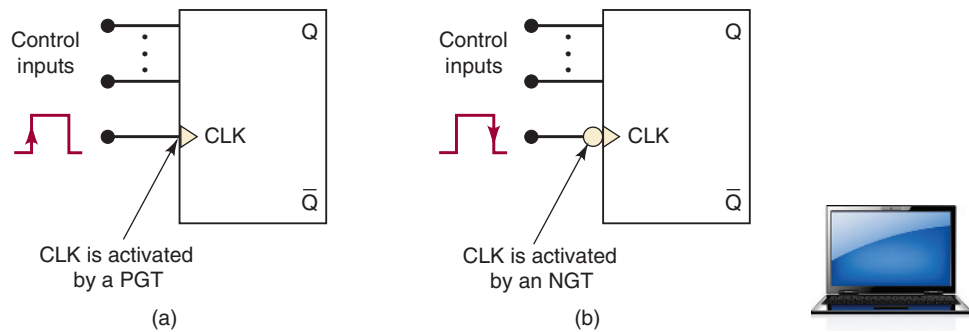 Control
inputs
Q
CLK
Q̅
CLK is activated
by a PGT
(a)
Control
inputs
Q
CLK
Q̅
CLK is activated
by an NGT
(b)